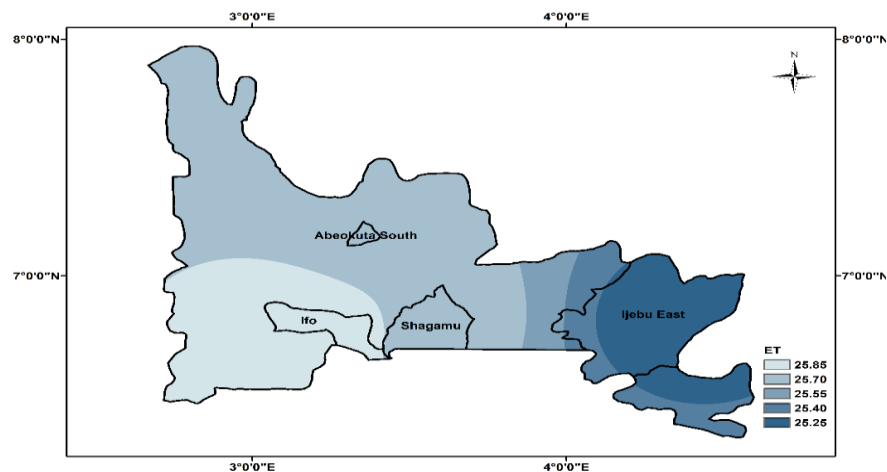 3°0'0"E 4°0'0"E
8°0'0"N 8°0'0"N
N
Abeokuta South
7°0'0"N 7°0'0"N
Ifo Shagamu Ijebu East
ET
25.85
25.70
25.55
25.40
25.25
3°0'0"E 4°0'0"E